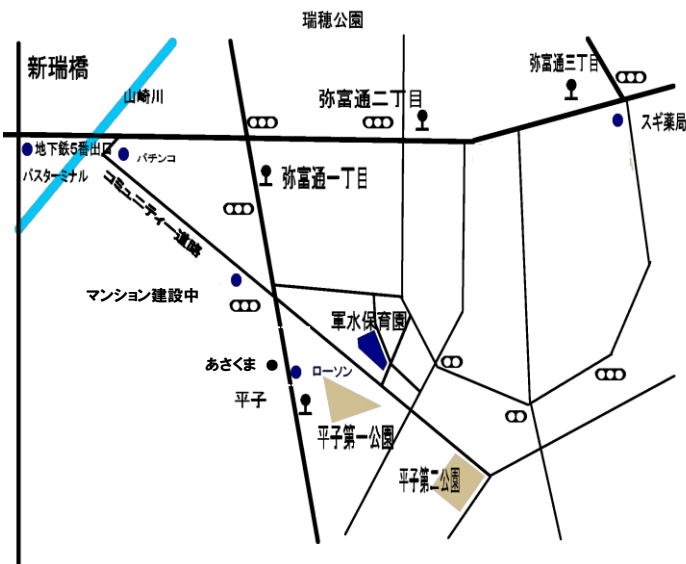 瑞穂公園
新瑞橋
弥富通三丁目
山崎川
弥富通二丁目
スギ薬局
地下鉄5番出口
パチンコ
バスターミナル
弥富通一丁目
コミュニティー道路
マンション建設中
軍水保育園
あさくま
ローソン
平子
平子第一公園
平子第二公園